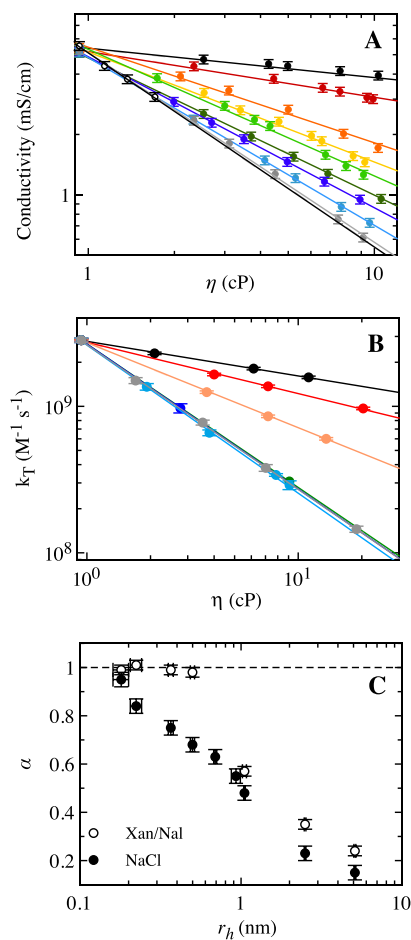 A
Conductivity (mS/cm)
1
1
10
η (cP)
B
k_T (M⁻¹ s⁻¹)
10⁹
10⁸
10⁰
10¹
η (cP)
C
α
1
0.8
0.6
0.4
0.2
Xan/NaI
NaCl
0.1
1
10
r_h (nm)